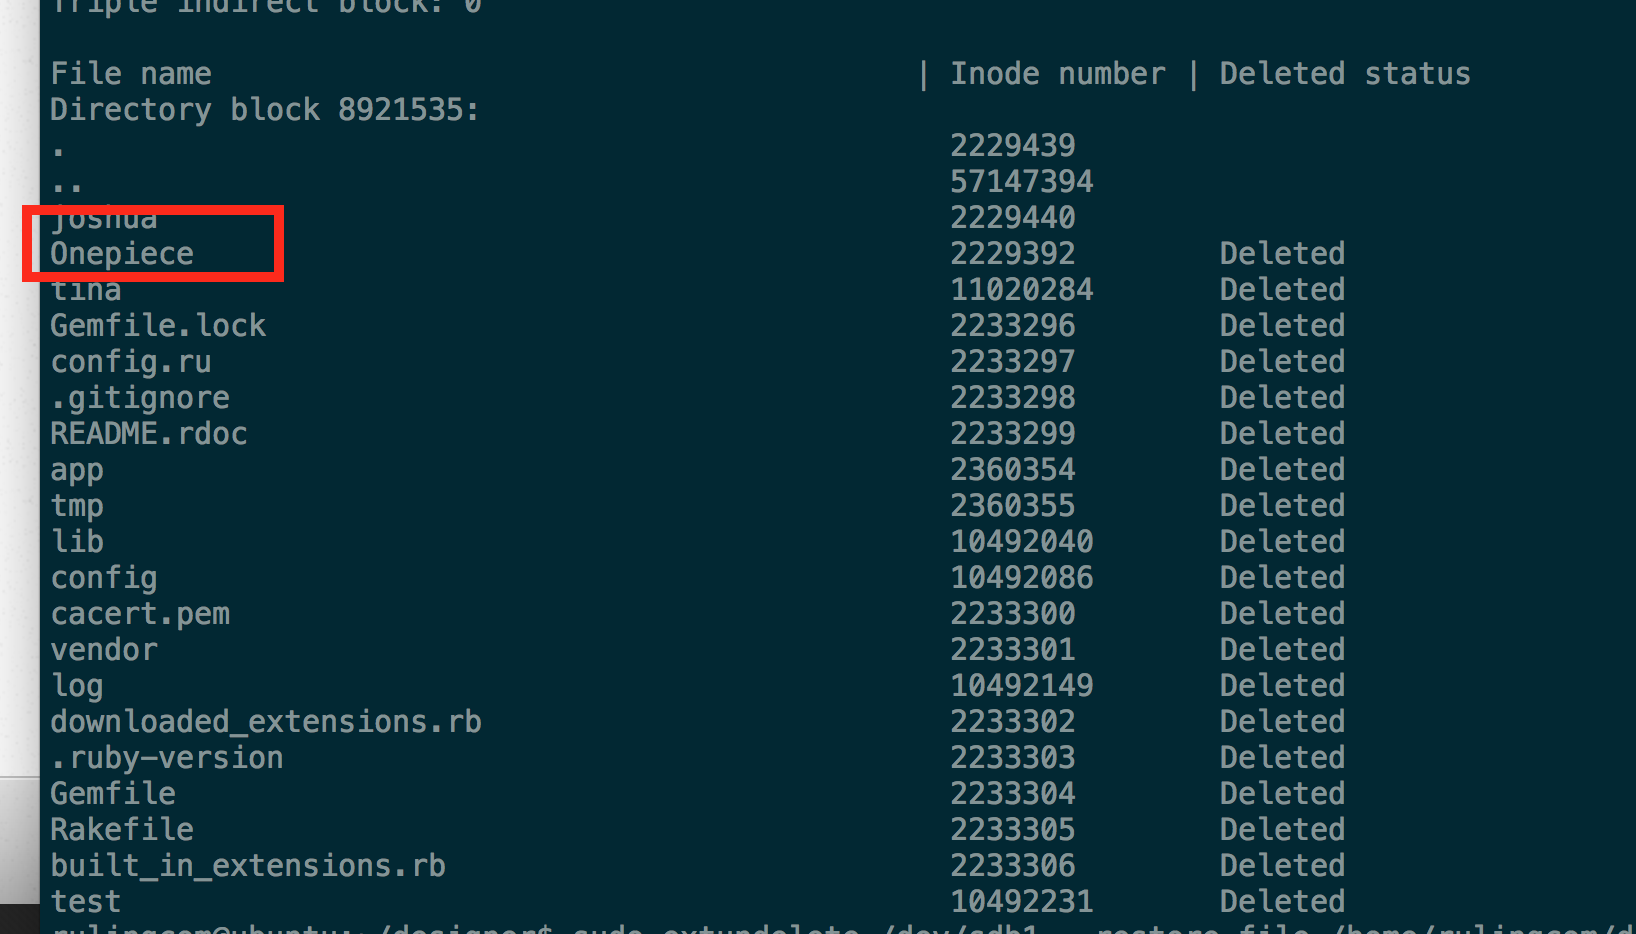 Triple indirect block: 0
File name | Inode number | Deleted status
Directory block 8921535:
. 2229439
.. 57147394
joshua 2229440
Onepiece 2229392 Deleted
tina 11020284 Deleted
Gemfile.lock 2233296 Deleted
config.ru 2233297 Deleted
.gitignore 2233298 Deleted
README.rdoc 2233299 Deleted
app 2360354 Deleted
tmp 2360355 Deleted
lib 10492040 Deleted
config 10492086 Deleted
cacert.pem 2233300 Deleted
vendor 2233301 Deleted
log 10492149 Deleted
downloaded_extensions.rb 2233302 Deleted
.ruby-version 2233303 Deleted
Gemfile 2233304 Deleted
Rakefile 2233305 Deleted
built_in_extensions.rb 2233306 Deleted
test 10492231 Deleted
rulingcom@ubuntu:~/designer$ sudo extundelete /dev/sdb1 --restore-file /home/rulingcom/d